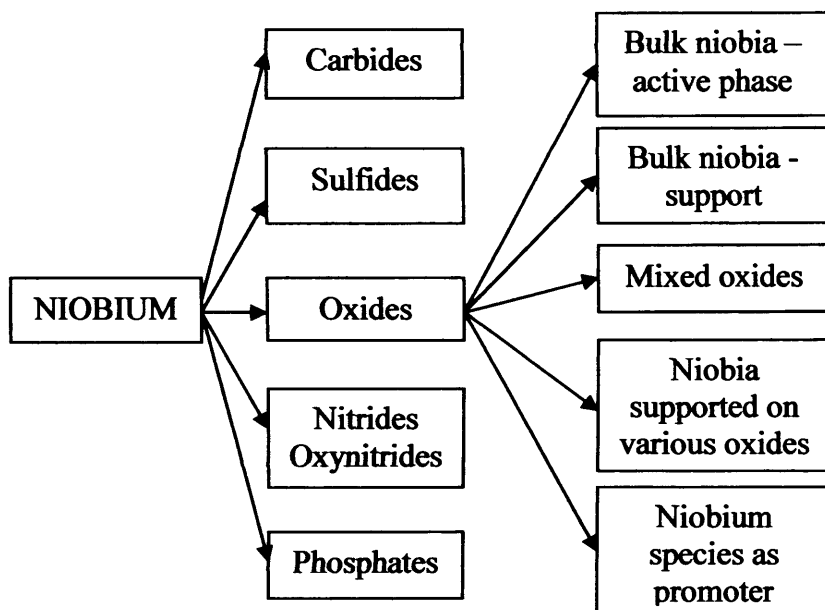 NIOBIUM
Carbides
Sulfides
Oxides
Nitrides
Oxynitrides
Phosphates
Bulk niobia –
active phase
Bulk niobia -
support
Mixed oxides
Niobia
supported on
various oxides
Niobium
species as
promoter